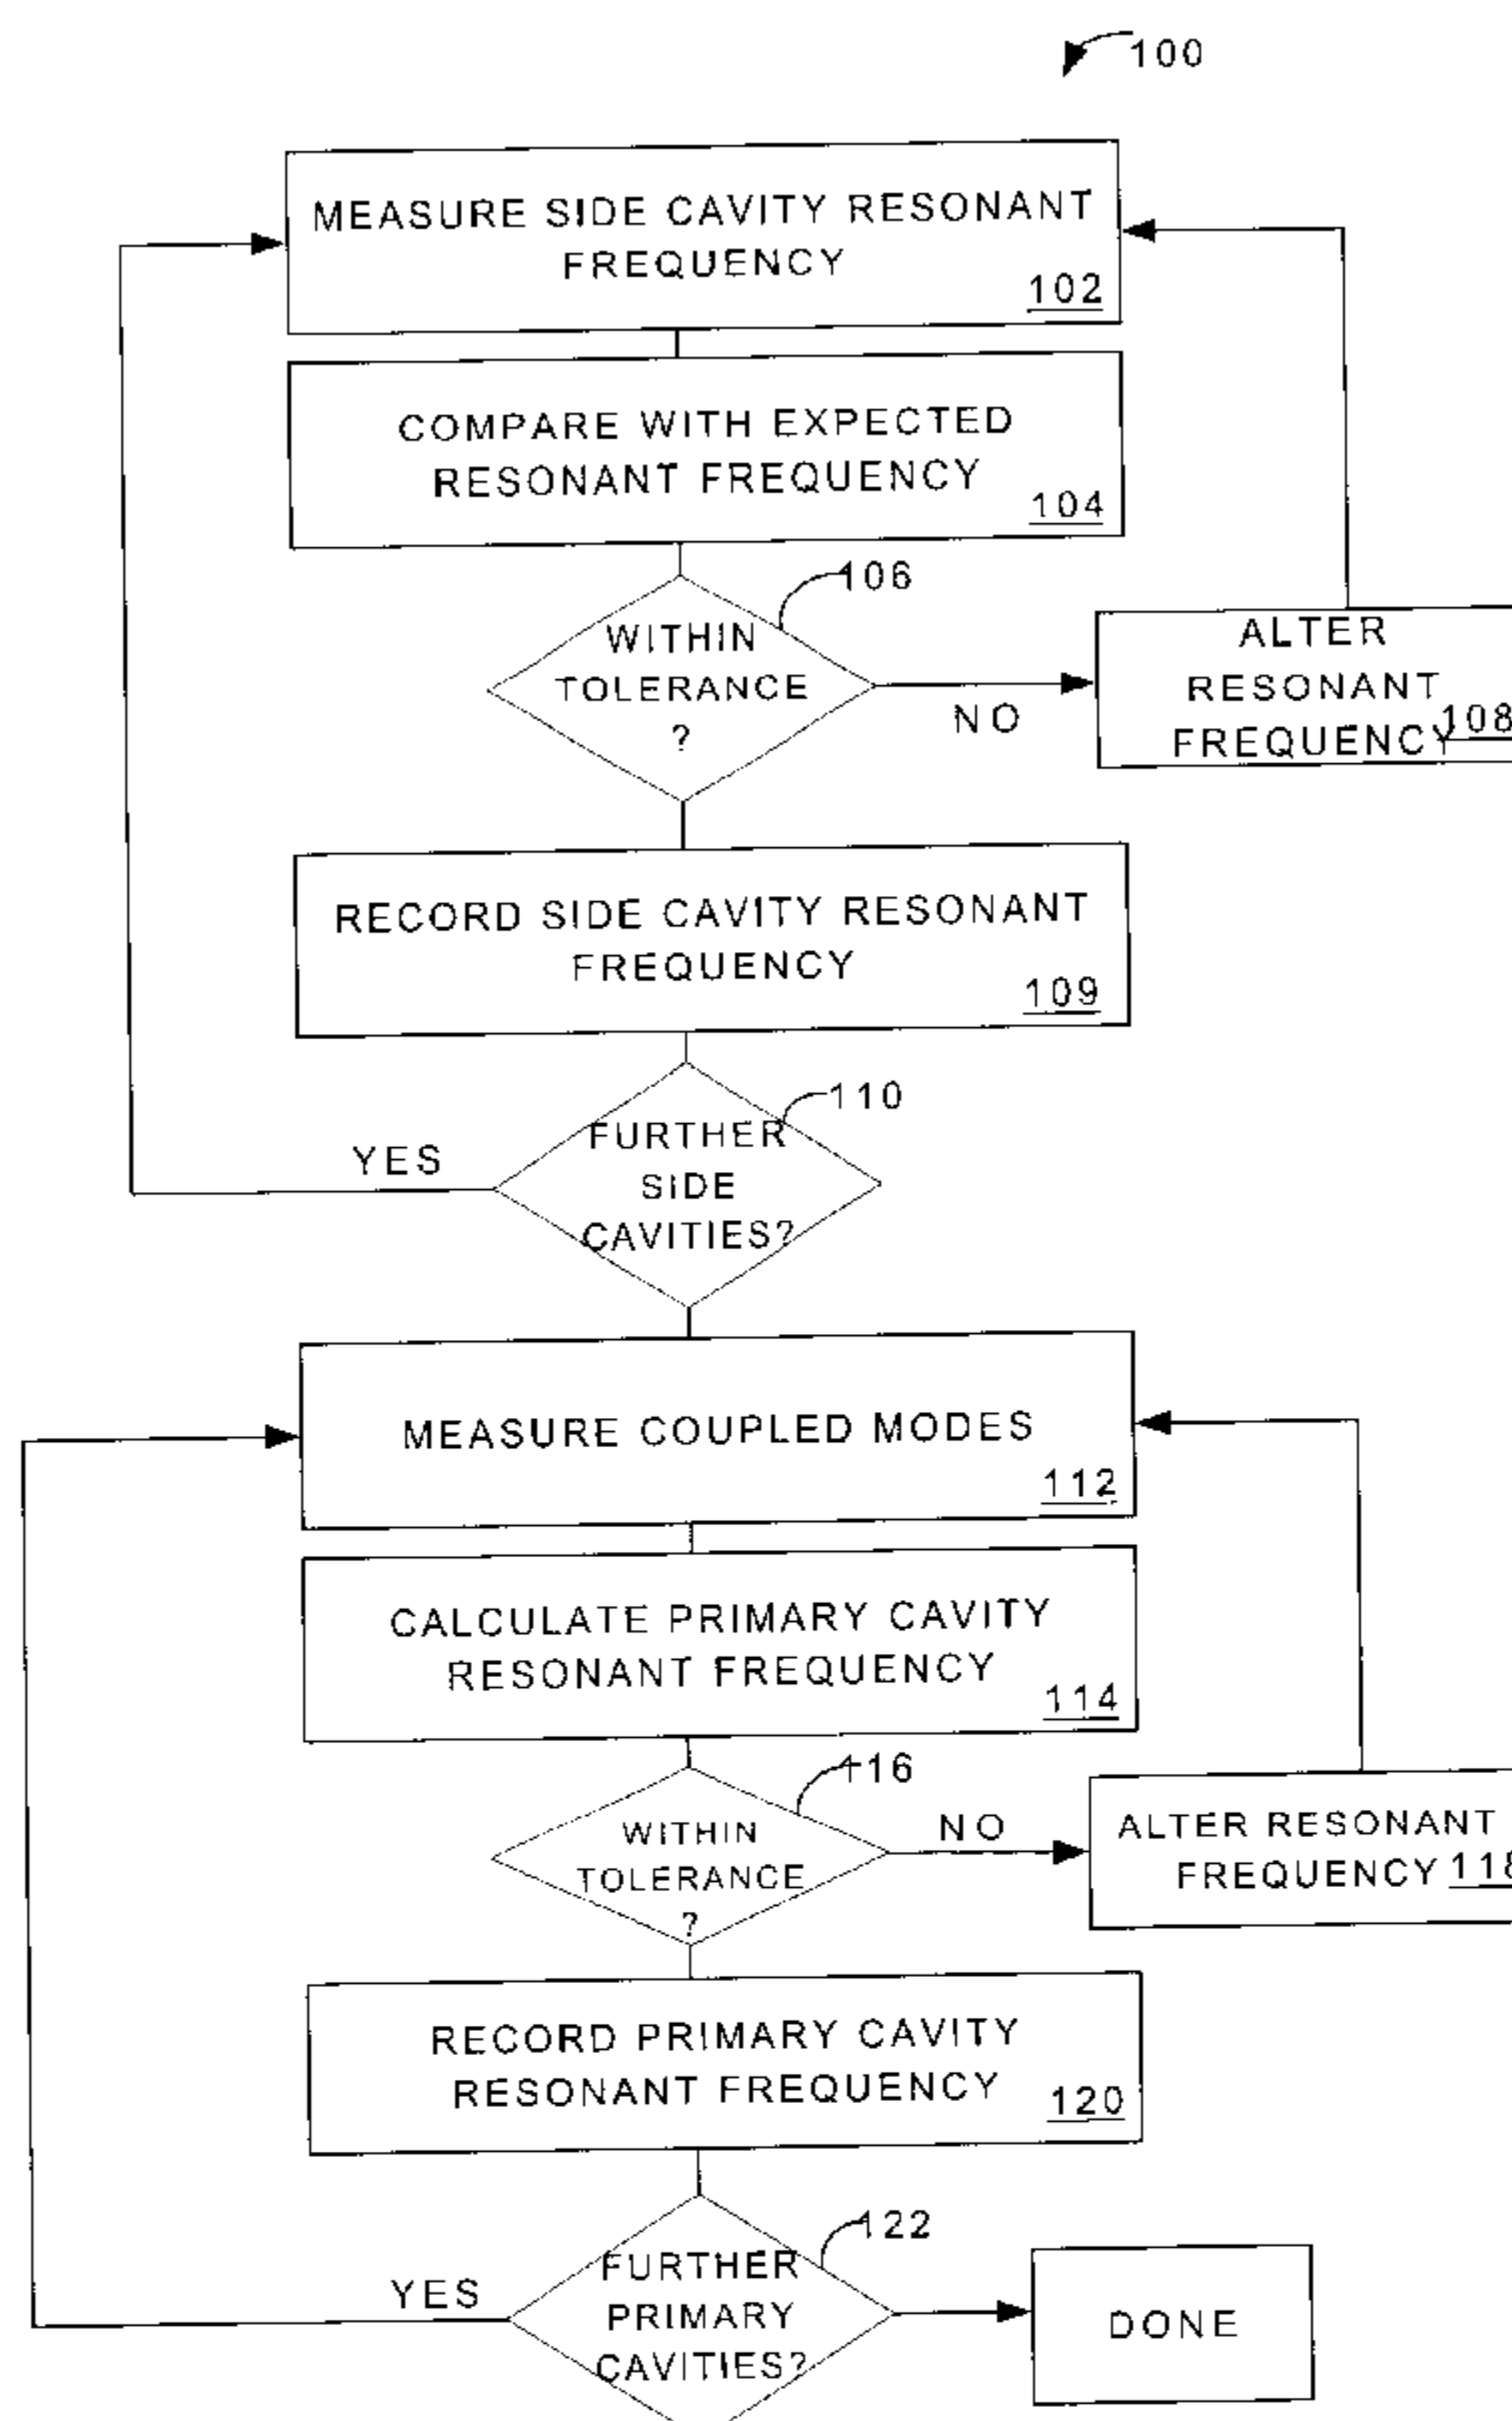 100
MEASURE SIDE CAVITY RESONANT
FREQUENCY
102
COMPARE WITH EXPECTED
RESONANT FREQUENCY
104
106
WITHIN
TOLERANCE
?
NO
ALTER
RESONANT
FREQUENCY
108
RECORD SIDE CAVITY RESONANT
FREQUENCY
109
110
FURTHER
SIDE
CAVITIES?
YES
MEASURE COUPLED MODES
112
CALCULATE PRIMARY CAVITY
RESONANT FREQUENCY
114
116
WITHIN
TOLERANCE
?
NO
ALTER RESONANT
FREQUENCY 118
RECORD PRIMARY CAVITY
RESONANT FREQUENCY
120
122
FURTHER
PRIMARY
CAVITIES?
YES
DONE